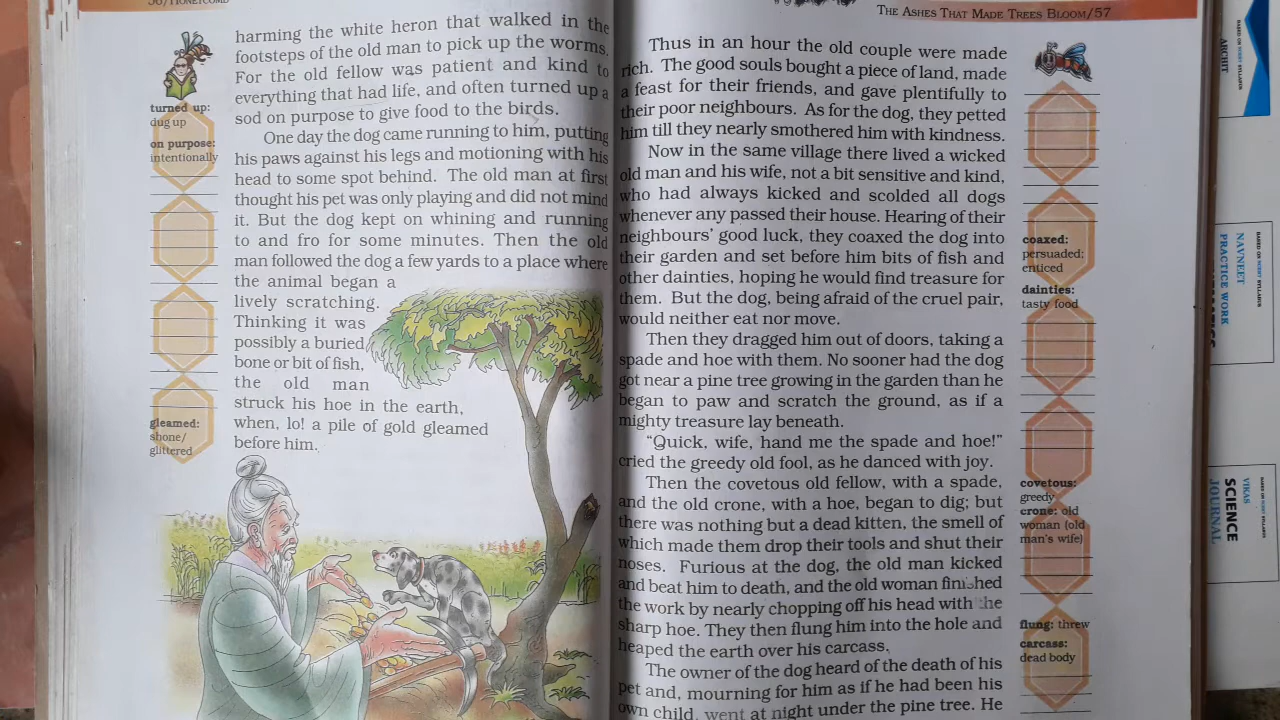 56/HONEYCOMB
harming the white heron that walked in the
footsteps of the old man to pick up the worms.
For the old fellow was patient and kind to
everything that had life, and often turned up a
sod on purpose to give food to the birds.
One day the dog came running to him, putting
his paws against his legs and motioning with his
head to some spot behind. The old man at first
thought his pet was only playing and did not mind
it. But the dog kept on whining and running
to and fro for some minutes. Then the old
man followed the dog a few yards to a place where
the animal began a
lively scratching.
Thinking it was
possibly a buried
bone or bit of fish,
the old man
struck his hoe in the earth,
when, lo! a pile of gold gleamed
before him.
turned up:
dug up
on purpose:
intentionally
gleamed:
shone/
glittered
THE ASHES THAT MADE TREES BLOOM/57
Thus in an hour the old couple were made
rich. The good souls bought a piece of land, made
a feast for their friends, and gave plentifully to
their poor neighbours. As for the dog, they petted
him till they nearly smothered him with kindness.
Now in the same village there lived a wicked
old man and his wife, not a bit sensitive and kind,
who had always kicked and scolded all dogs
whenever any passed their house. Hearing of their
neighbours' good luck, they coaxed the dog into
their garden and set before him bits of fish and
other dainties, hoping he would find treasure for
them. But the dog, being afraid of the cruel pair,
would neither eat nor move.
Then they dragged him out of doors, taking a
spade and hoe with them. No sooner had the dog
got near a pine tree growing in the garden than he
began to paw and scratch the ground, as if a
mighty treasure lay beneath.
"Quick, wife, hand me the spade and hoe!"
cried the greedy old fool, as he danced with joy.
Then the covetous old fellow, with a spade,
and the old crone, with a hoe, began to dig; but
there was nothing but a dead kitten, the smell of
which made them drop their tools and shut their
noses. Furious at the dog, the old man kicked
and beat him to death, and the old woman finished
the work by nearly chopping off his head with the
sharp hoe. They then flung him into the hole and
heaped the earth over his carcass.
The owner of the dog heard of the death of his
pet and, mourning for him as if he had been his
own child, went at night under the pine tree. He
coaxed:
persuaded;
enticed
dainties:
tasty food
covetous:
greedy
crone: old
woman (old
man's wife)
flung: threw
carcass:
dead body
ARCHIT
NAVNEET
PRACTICE WORK
VIKAS
SCIENCE
JOURNAL